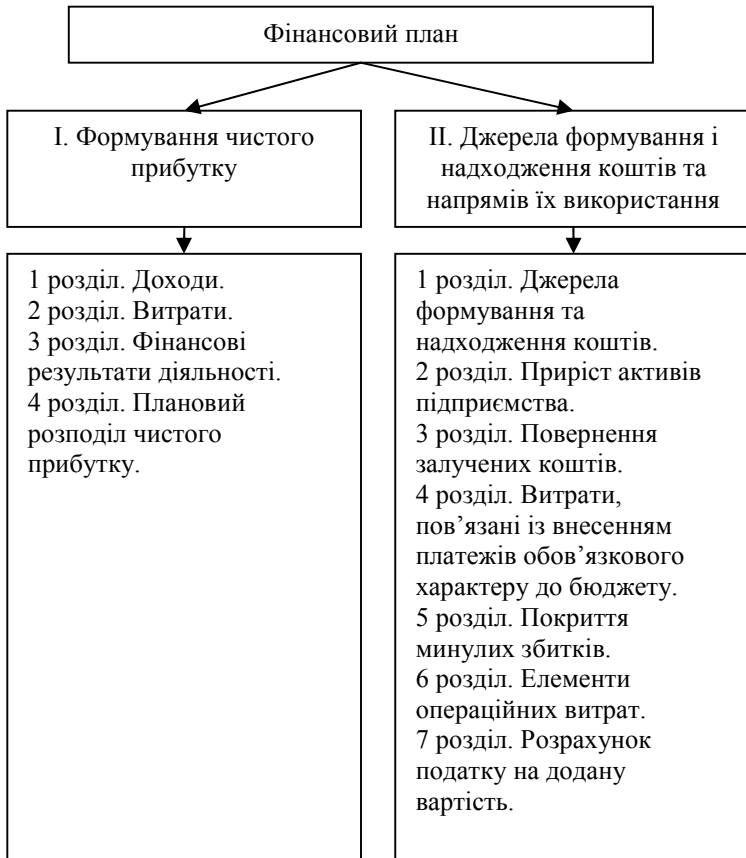 Фінансовий план
І. Формування чистого
прибутку
ІІ. Джерела формування і
надходження коштів та
напрямів їх використання
1 розділ. Доходи.
2 розділ. Витрати.
3 розділ. Фінансові
результати діяльності.
4 розділ. Плановий
розподіл чистого
прибутку.
1 розділ. Джерела
формування та
надходження коштів.
2 розділ. Приріст активів
підприємства.
3 розділ. Повернення
залучених коштів.
4 розділ. Витрати,
пов’язані із внесенням
платежів обов’язкового
характеру до бюджету.
5 розділ. Покриття
минулих збитків.
6 розділ. Елементи
операційних витрат.
7 розділ. Розрахунок
податку на додану
вартість.